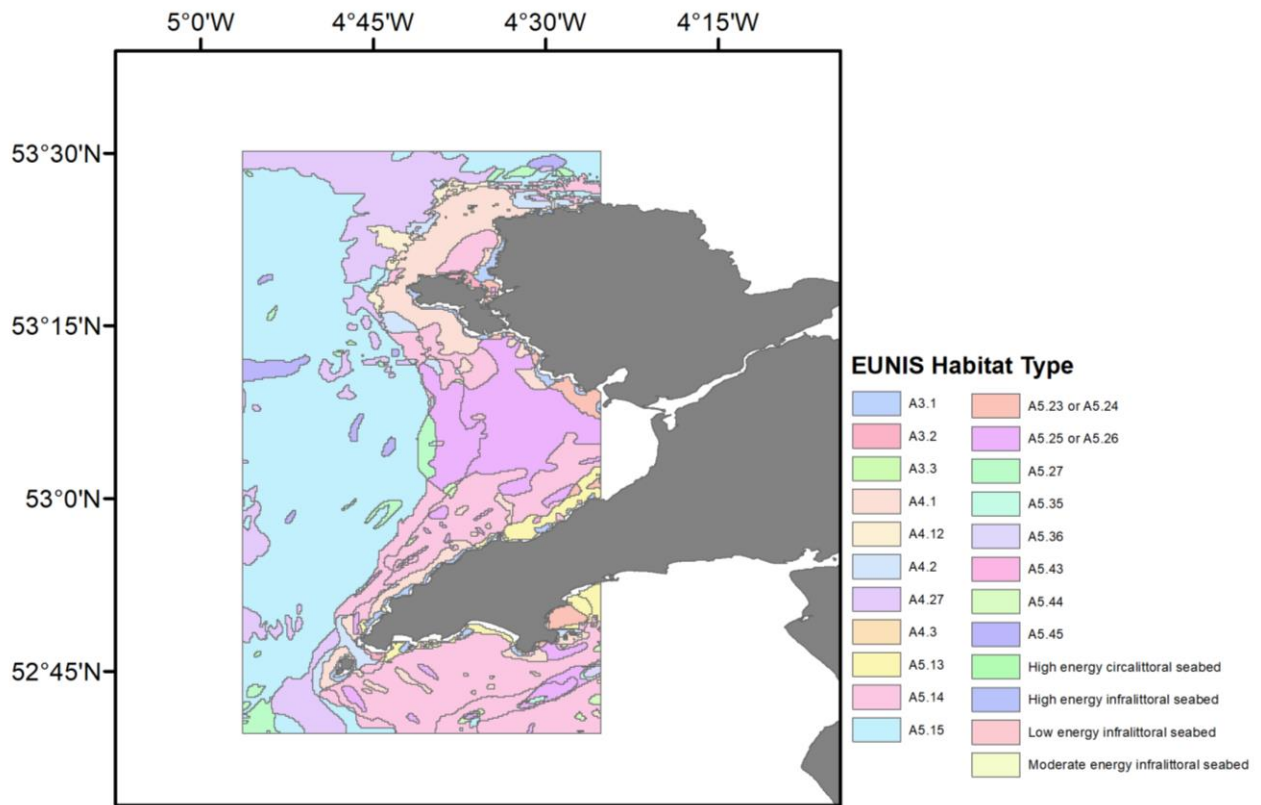 5°0'W 4°45'W 4°30'W 4°15'W
53°30'N
53°15'N
53°0'N
52°45'N
EUNIS Habitat Type
A3.1
A3.2
A3.3
A4.1
A4.12
A4.2
A4.27
A4.3
A5.13
A5.14
A5.15
A5.23 or A5.24
A5.25 or A5.26
A5.27
A5.35
A5.36
A5.43
A5.44
A5.45
High energy circalittoral seabed
High energy infralittoral seabed
Low energy infralittoral seabed
Moderate energy infralittoral seabed